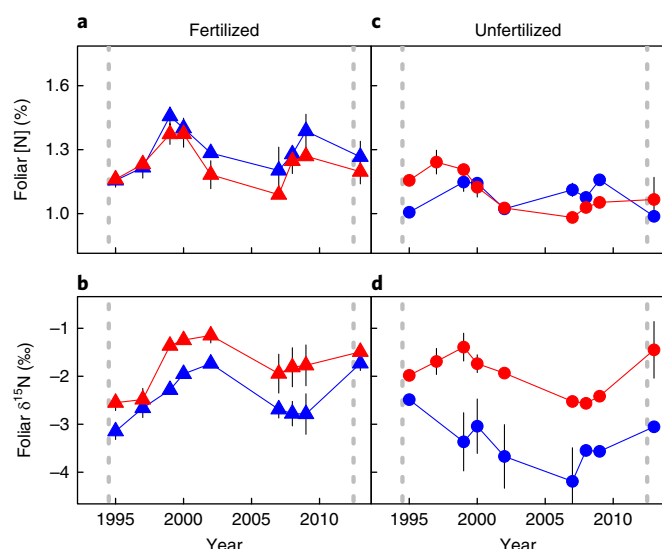 a Fertilized c Unfertilized
Foliar [N] (%)
1.6
1.3
1.0
b d
Foliar δ¹⁵N (‰)
−1
−2
−3
−4
1995 2000 2005 2010 1995 2000 2005 2010
Year Year